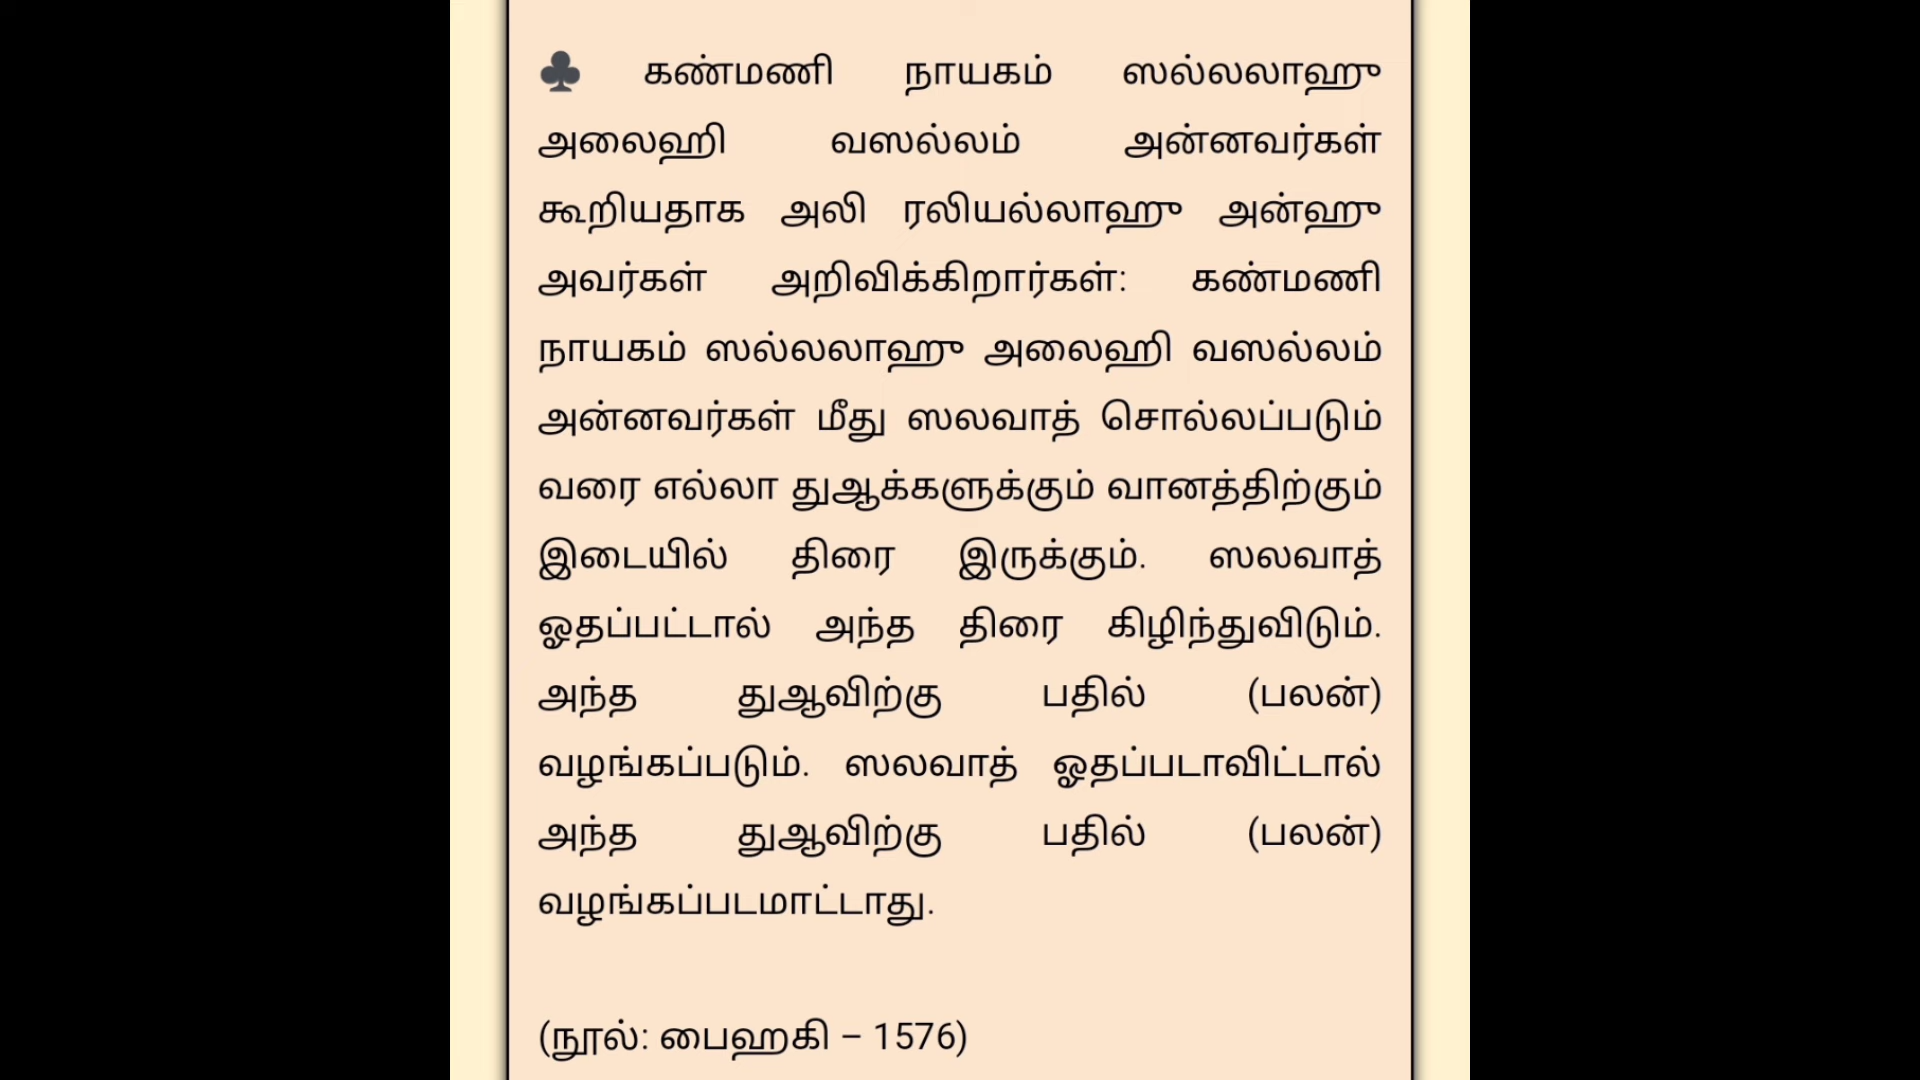 ♣ கண்மணி நாயகம் ஸல்லலாஹு
அலைஹி வஸல்லம் அன்னவர்கள்
கூறியதாக அலி ரலியல்லாஹு அன்ஹு
அவர்கள் அறிவிக்கிறார்கள்: கண்மணி
நாயகம் ஸல்லலாஹு அலைஹி வஸல்லம்
அன்னவர்கள் மீது ஸலவாத் சொல்லப்படும்
வரை எல்லா துஆக்களுக்கும் வானத்திற்கும்
இடையில் திரை இருக்கும். ஸலவாத்
ஓதப்பட்டால் அந்த திரை கிழிந்துவிடும்.
அந்த துஆவிற்கு பதில் (பலன்)
வழங்கப்படும். ஸலவாத் ஓதப்படாவிட்டால்
அந்த துஆவிற்கு பதில் (பலன்)
வழங்கப்படமாட்டாது.
(நூல்: பைஹகி – 1576)